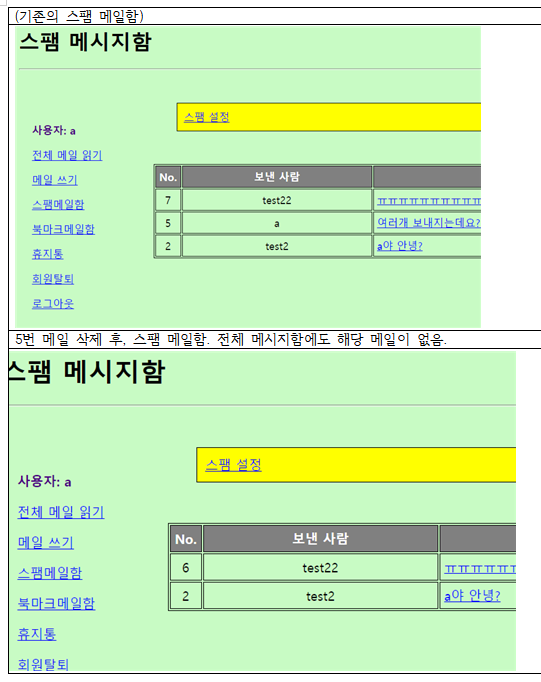 (기존의 스팸 메일함)
스팸 메시지함
스팸 설정
사용자: a
전체 메일 읽기
메일 쓰기
스팸메일함
북마크메일함
휴지통
회원탈퇴
로그아웃
No. 보낸 사람
7 test22 ㅠㅠㅠㅠㅠㅠㅠㅠㅠㅠ
5 a 여러개 보내지는데요?
2 test2 a야 안녕?
5번 메일 삭제 후, 스팸 메일함. 전체 메시지함에도 해당 메일이 없음.
스팸 메시지함
스팸 설정
사용자: a
전체 메일 읽기
메일 쓰기
스팸메일함
북마크메일함
휴지통
회원탈퇴
No. 보낸 사람
6 test22 ㅠㅠㅠㅠㅠㅠ
2 test2 a야 안녕?